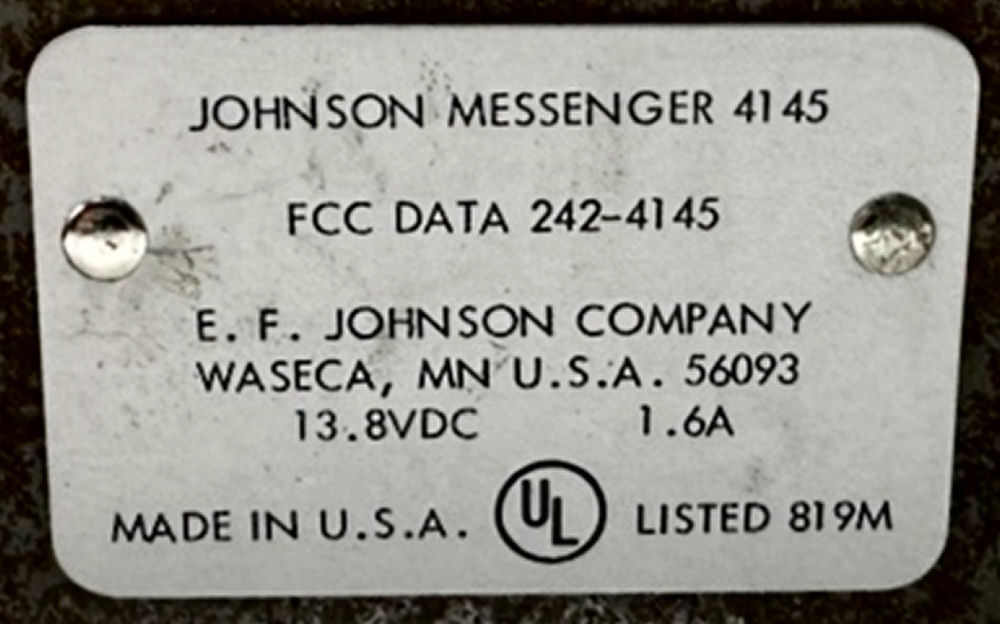 JOHNSON MESSENGER 4145
FCC DATA 242-4145
E. F. JOHNSON COMPANY
WASECA, MN U.S.A. 56093
13.8VDC 1.6A
MADE IN U.S.A. UL LISTED 819M